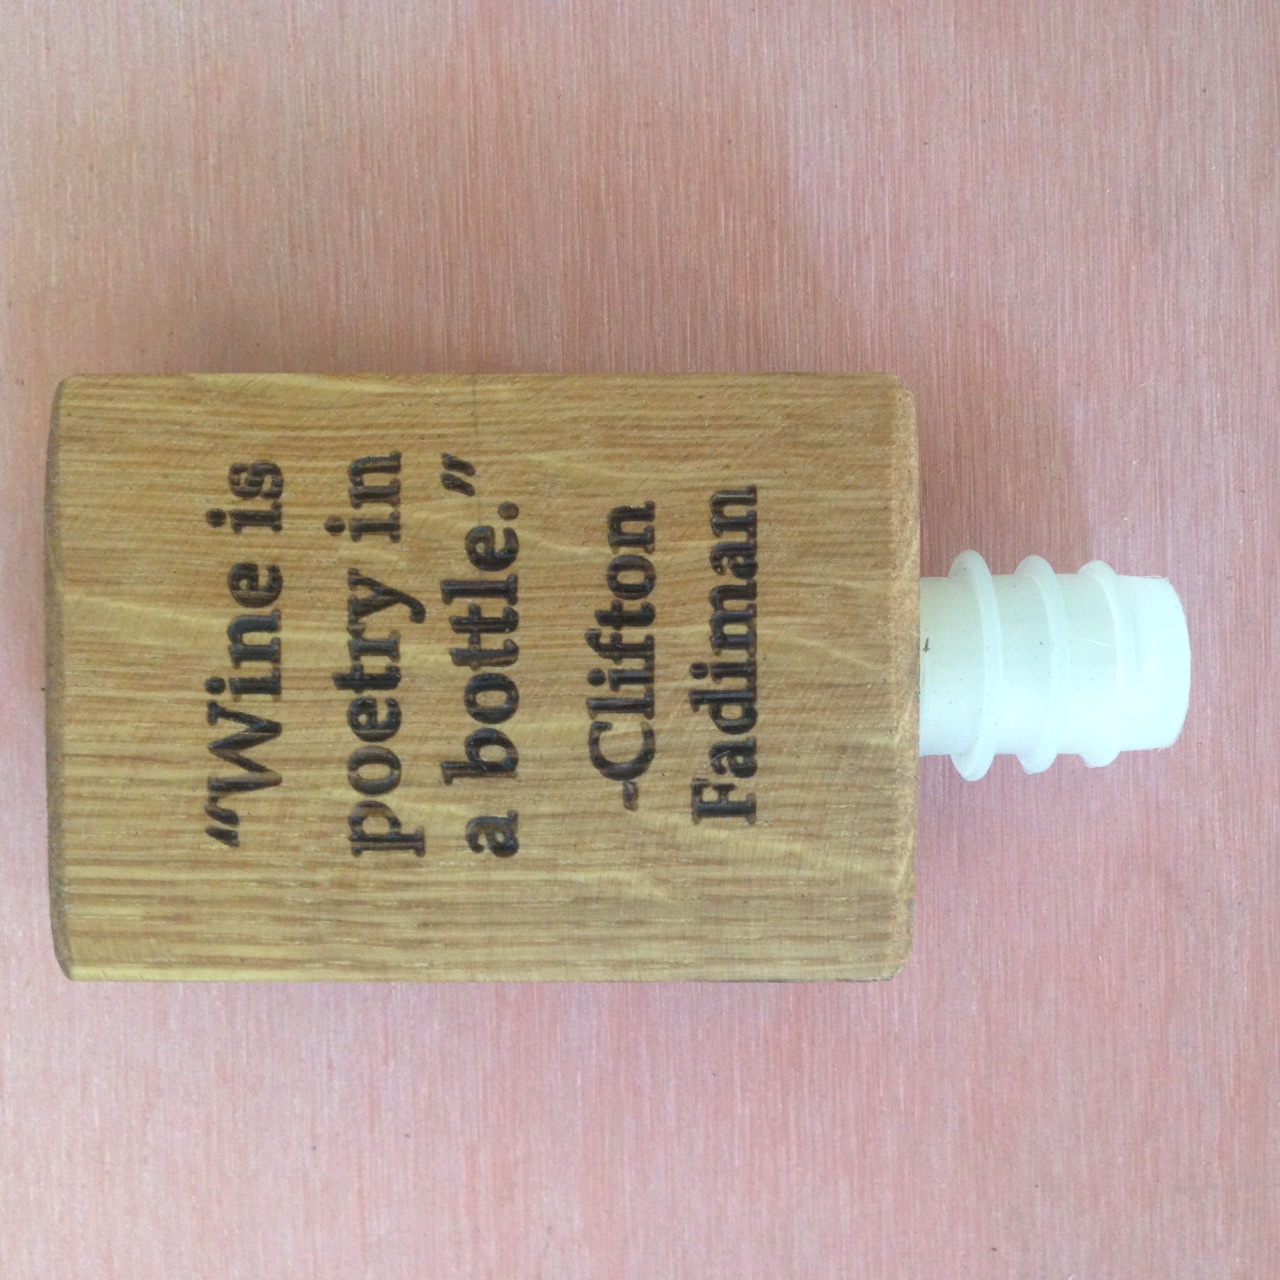 “Wine is
poetry in
a bottle.”
-Clifton
Fadiman